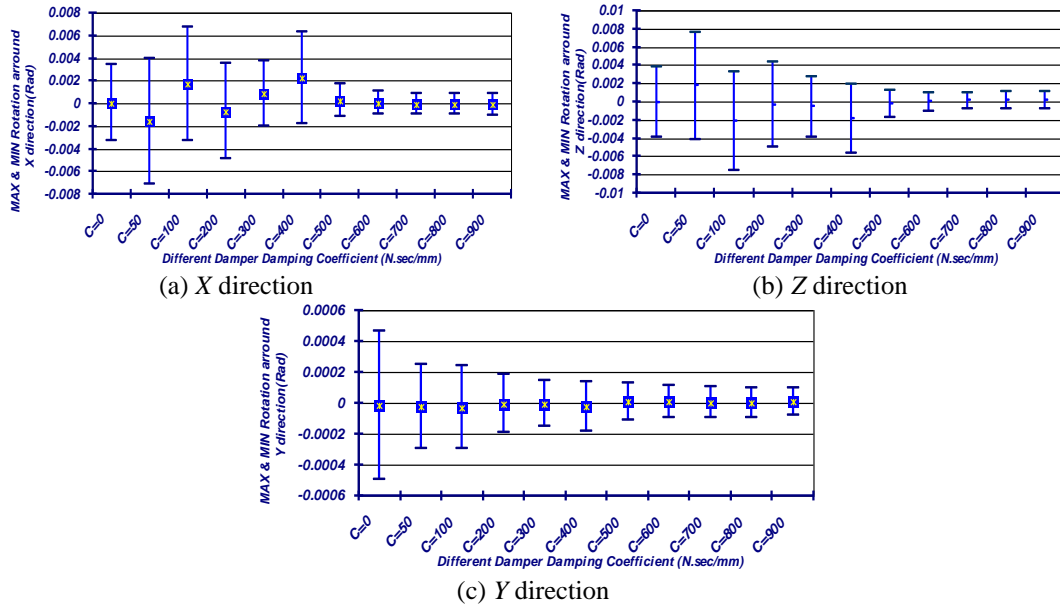 MAX & MIN Rotation arround
X direction(Rad)
0.008
0.006
0.004
0.002
0
-0.002
-0.004
-0.006
-0.008
C=0
C=50
C=100
C=200
C=300
C=400
C=500
C=600
C=700
C=800
C=900
Different Damper Damping Coefficient (N.sec/mm)
(a) X direction
MAX & MIN Rotation arround
Z direction(Rad)
0.01
0.008
0.006
0.004
0.002
0
-0.002
-0.004
-0.006
-0.008
-0.01
C=0
C=50
C=100
C=200
C=300
C=400
C=500
C=600
C=700
C=800
C=900
Different Damper Damping Coefficient (N.sec/mm)
(b) Z direction
MAX & MIN Rotation arround
Y direction(Rad)
0.0006
0.0004
0.0002
0
-0.0002
-0.0004
-0.0006
C=0
C=50
C=100
C=200
C=300
C=400
C=500
C=600
C=700
C=800
C=900
Different Damper Damping Coefficient (N.sec/mm)
(c) Y direction